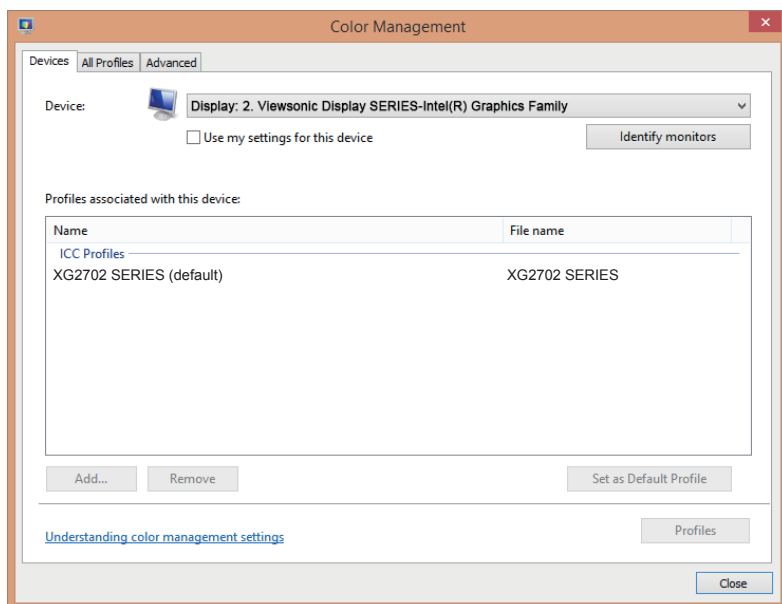 Color Management
Devices All Profiles Advanced
Device: Display: 2. Viewsonic Display SERIES-Intel(R) Graphics Family
Use my settings for this device Identify monitors
Profiles associated with this device:
Name File name
ICC Profiles
XG2702 SERIES (default) XG2702 SERIES
Add... Remove Set as Default Profile
Understanding color management settings Profiles
Close